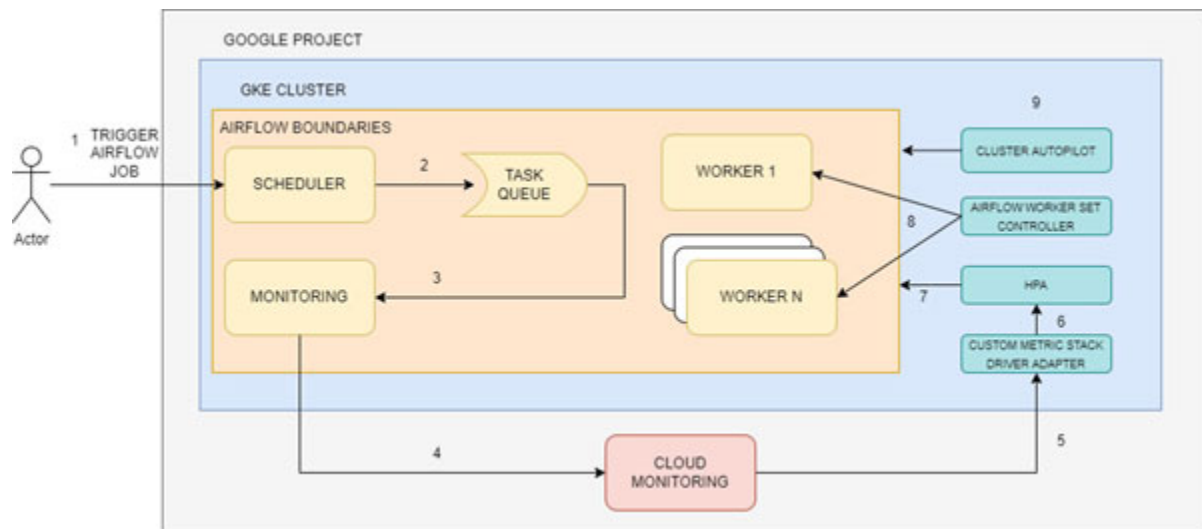 GOOGLE PROJECT
GKE CLUSTER
9
1
TRIGGER
AIRFLOW
JOB
AIRFLOW BOUNDARIES
SCHEDULER
2
TASK
QUEUE
WORKER 1
CLUSTER AUTOPILOT
Actor
8
AIRFLOW WORKER SET
CONTROLLER
MONITORING
3
WORKER N
7
HPA
6
CUSTOM METRIC STACK
DRIVER ADAPTER
4
CLOUD
MONITORING
5